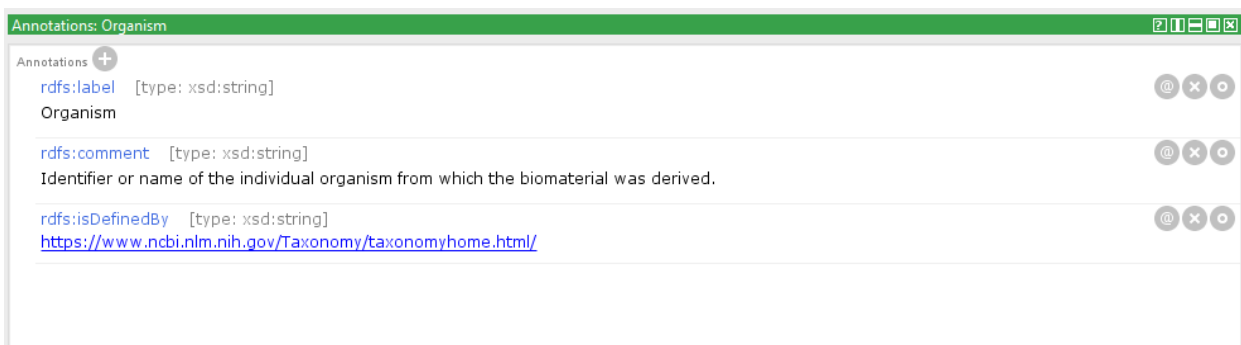 Annotations: Organism
Annotations
rdfs:label [type: xsd:string]
Organism
rdfs:comment [type: xsd:string]
Identifier or name of the individual organism from which the biomaterial was derived.
rdfs:isDefinedBy [type: xsd:string]
https://www.ncbi.nlm.nih.gov/Taxonomy/taxonomyhome.html/